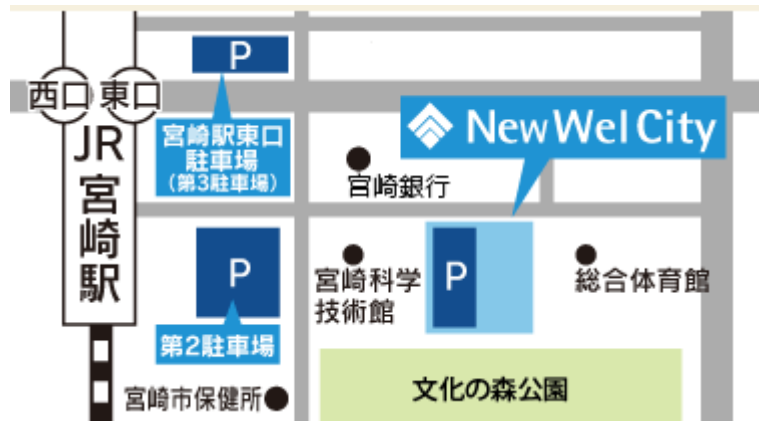 P
西口
東口
JR
宮崎駅
宮崎駅東口
駐車場
(第3駐車場)
New Wel City
宮崎銀行
P
第2駐車場
宮崎科学
技術館
P
総合体育館
宮崎市保健所
文化の森公園